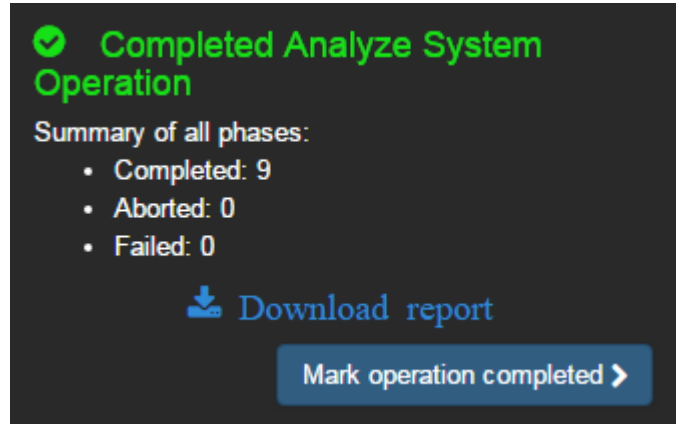 Completed Analyze System
Operation
Summary of all phases:
• Completed: 9
• Aborted: 0
• Failed: 0
Download report
Mark operation completed